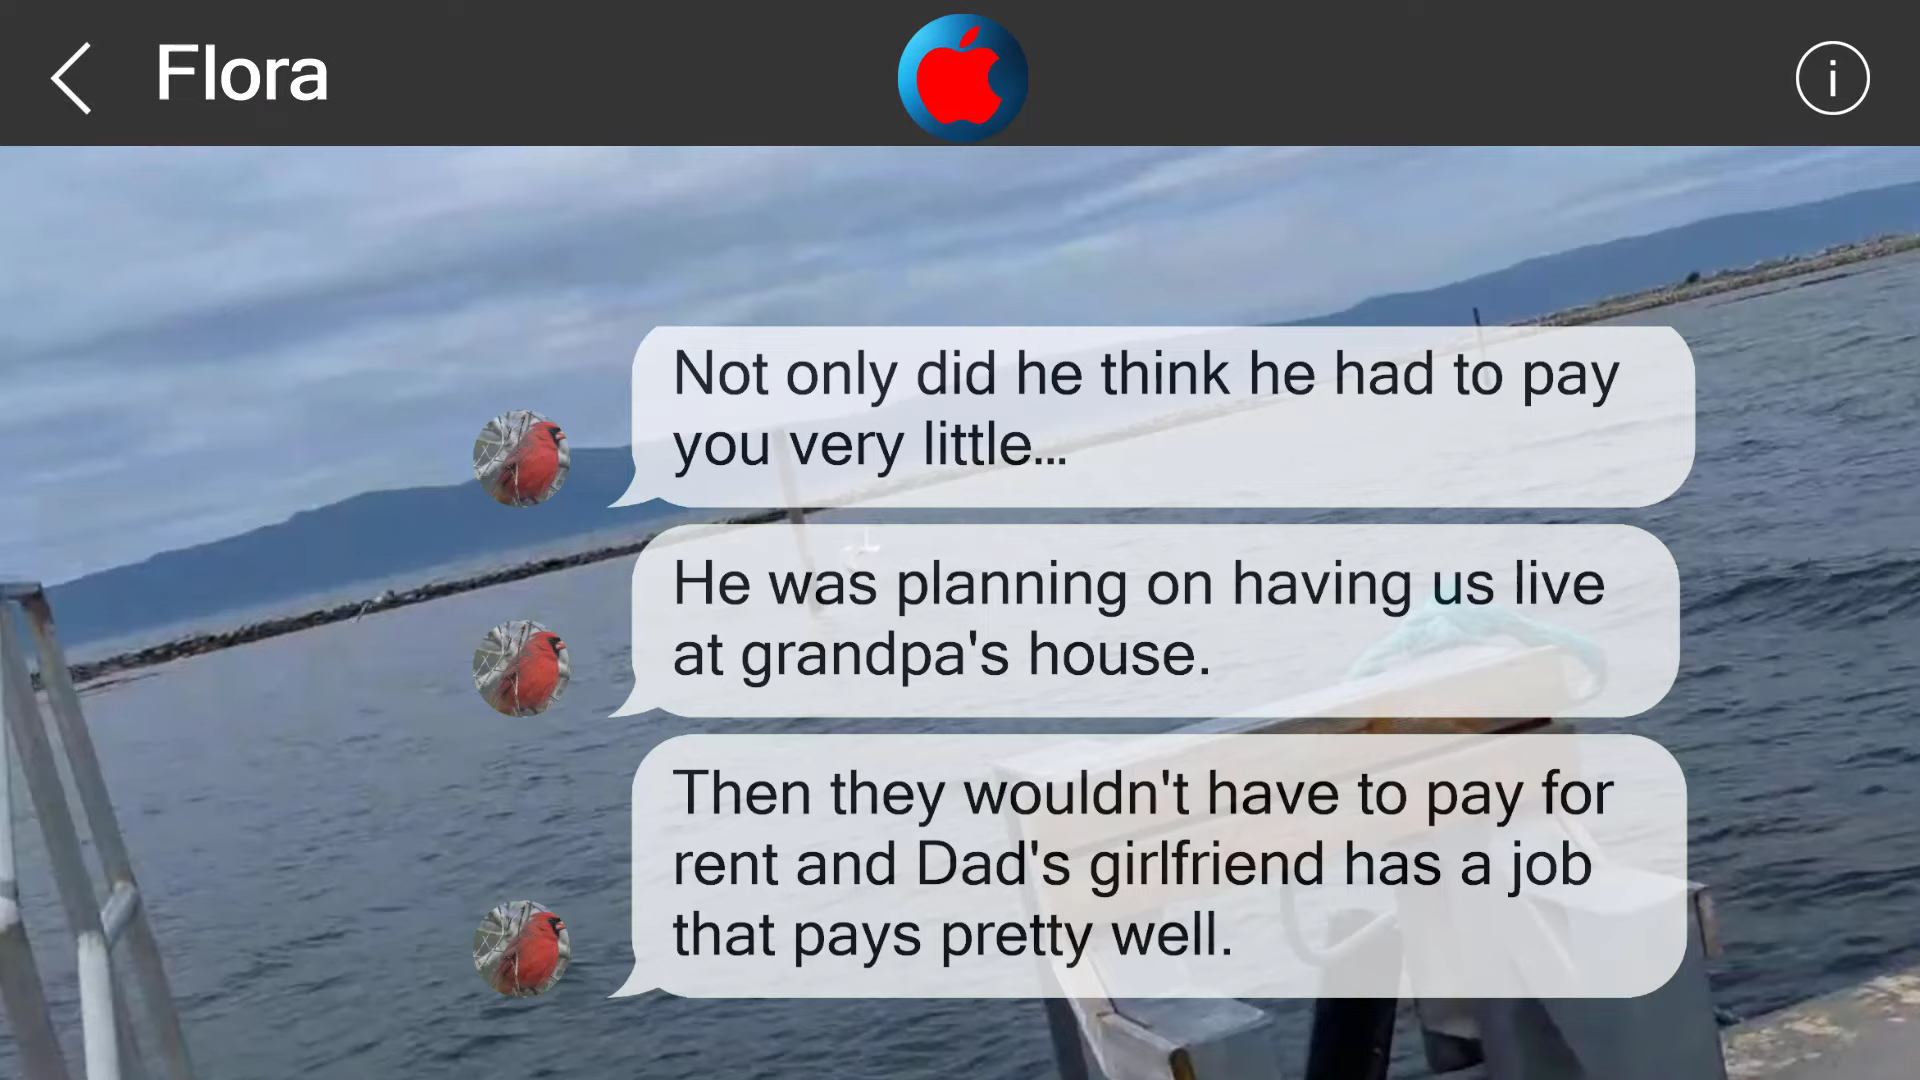 Flora
i
Not only did he think he had to pay
you very little…
He was planning on having us live
at grandpa's house.
Then they wouldn't have to pay for
rent and Dad's girlfriend has a job
that pays pretty well.